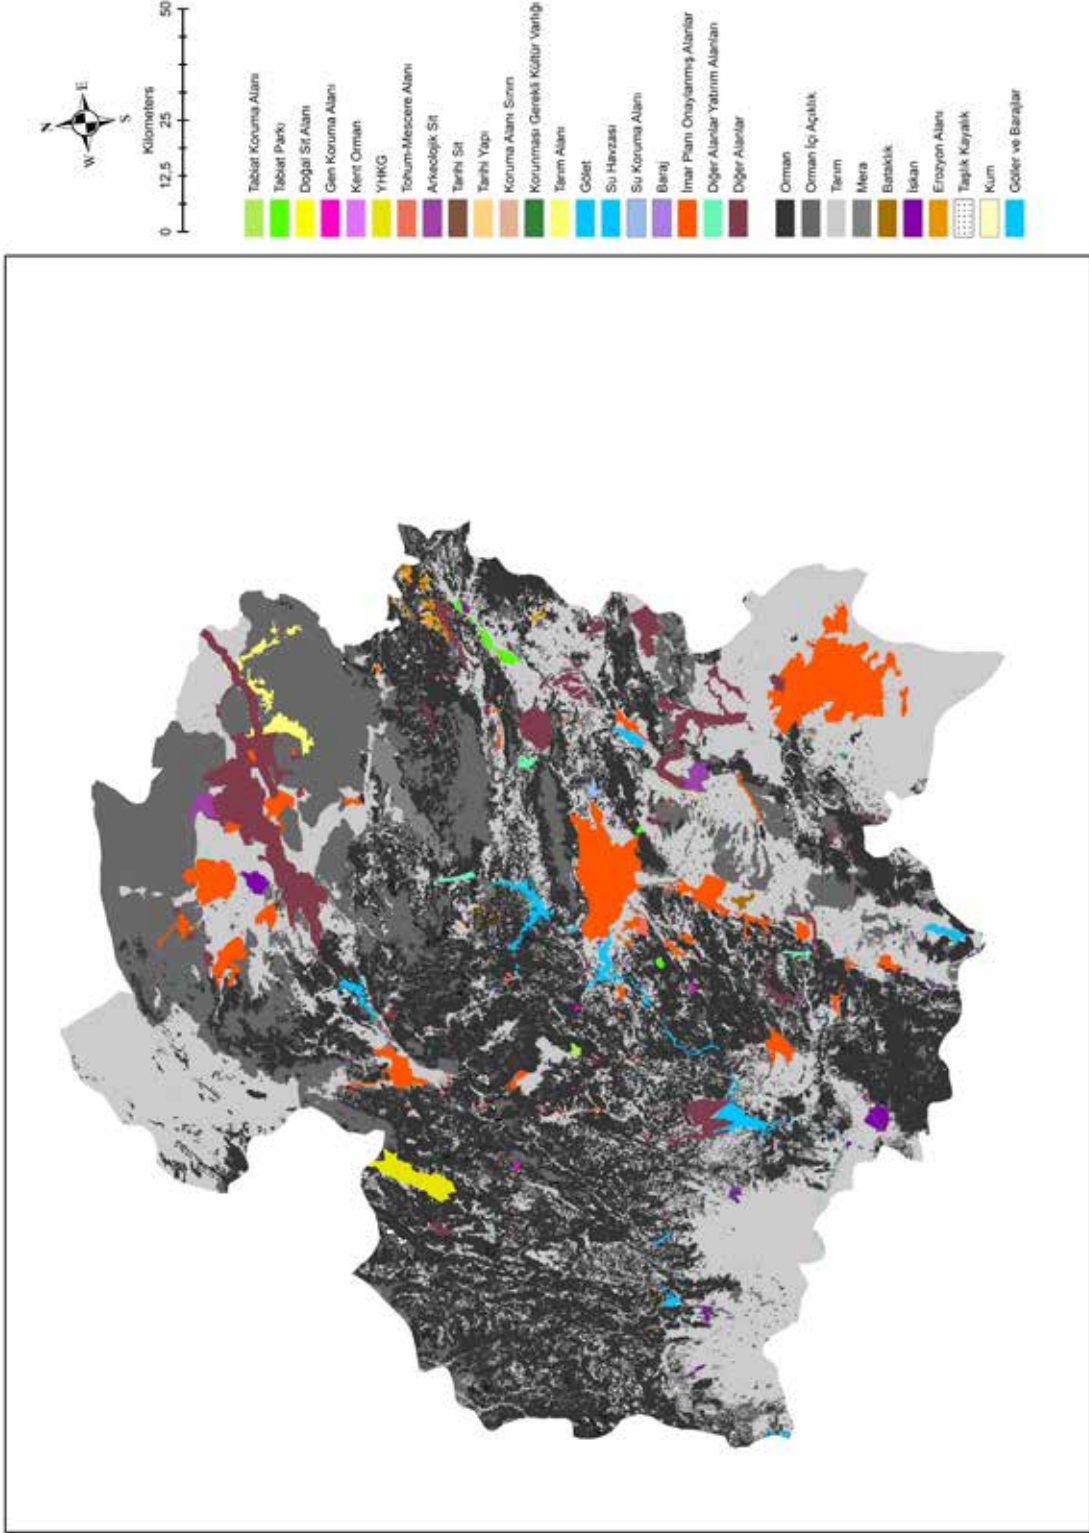 N
E
W
S
Kilometers
0 12,5 25 50
Tabiat Koruma Alanı
Tabiat Parkı
Doğal Sit Alanı
Gen Koruma Alanı
Kent Orman
YHKG
Tohum-Mescere Alanı
Arkeolojik Sit
Tarihi Sit
Tarihi Yapı
Koruma Alanı Sınırı
Korunması Gerekli Kültür Varlığı
Tarım Alanı
Gölet
Su Havzası
Su Koruma Alanı
Baraj
İmar Planı Onaylanmış Alanlar
Diğer Alanlar Yatırım Alanları
Diğer Alanlar
Orman
Orman İçi Açıklık
Tarım
Mera
Bataklık
İskan
Erozyon Alanı
Taşlık Kayalık
Kum
Göller ve Barajlar